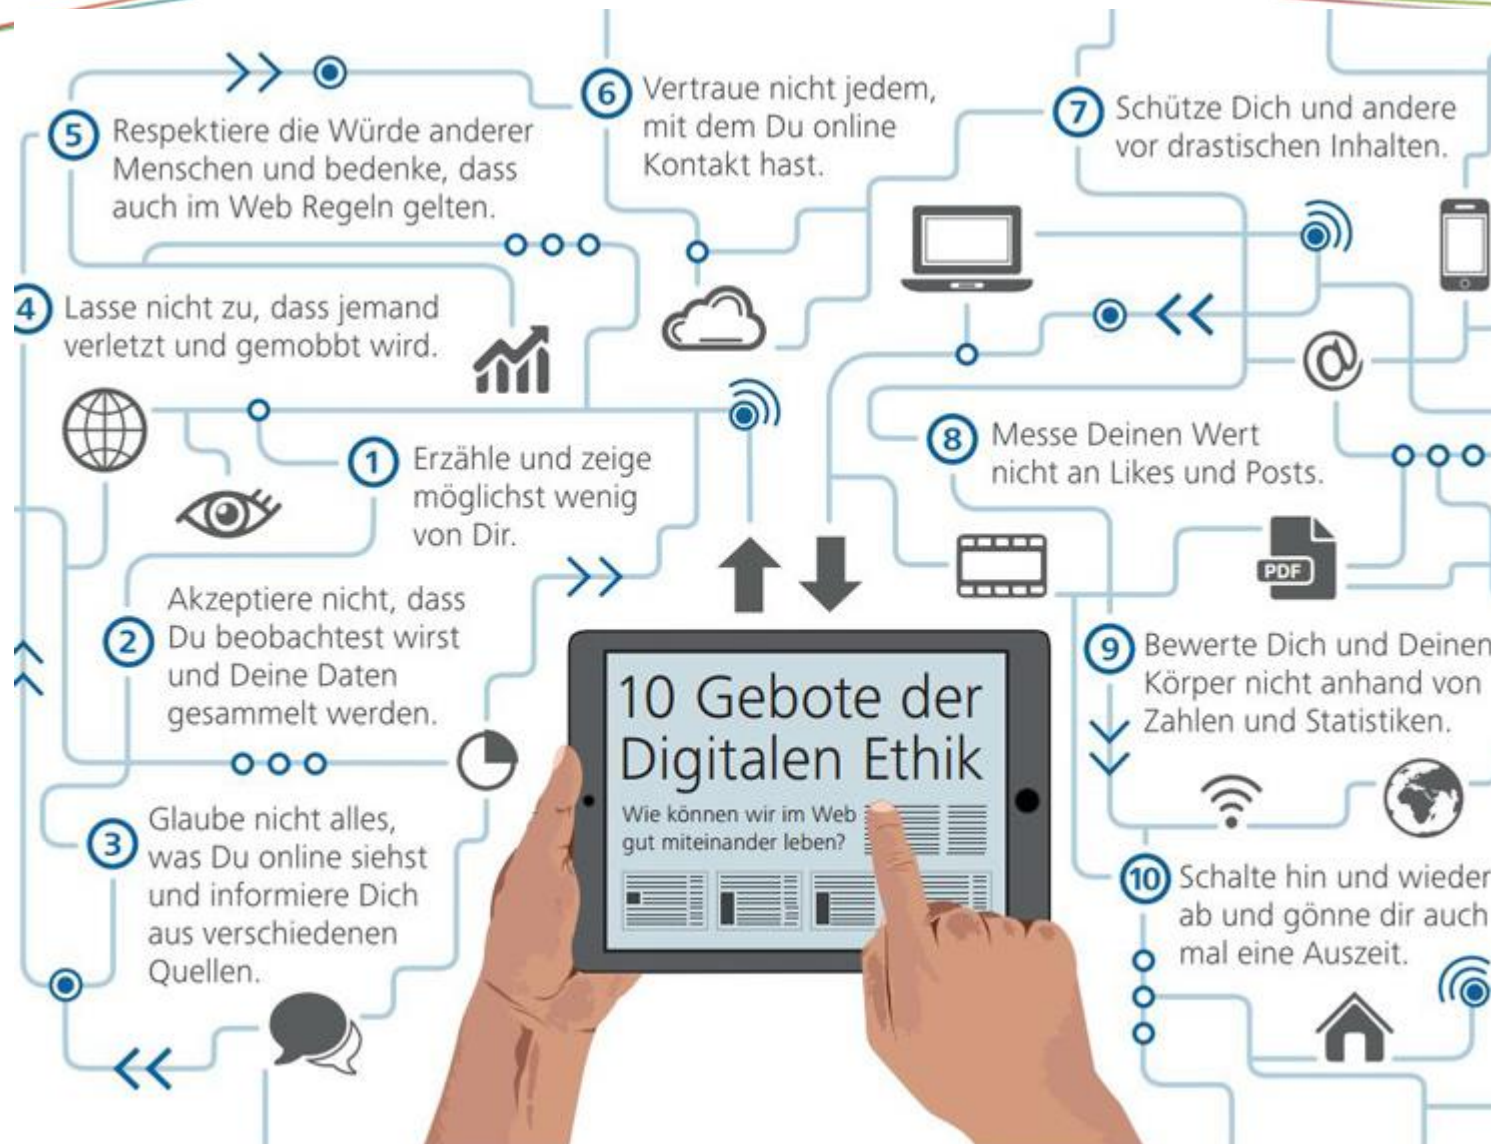 10 Gebote der
Digitalen Ethik
Wie können wir im Web
gut miteinander leben?
1
Erzähle und zeige
möglichst wenig
von Dir.
2
Akzeptiere nicht, dass
Du beobachtest wirst
und Deine Daten
gesammelt werden.
3
Glaube nicht alles,
was Du online siehst
und informiere Dich
aus verschiedenen
Quellen.
4
Lasse nicht zu, dass jemand
verletzt und gemobbt wird.
5
Respektiere die Würde anderer
Menschen und bedenke, dass
auch im Web Regeln gelten.
6
Vertraue nicht jedem,
mit dem Du online
Kontakt hast.
7
Schütze Dich und andere
vor drastischen Inhalten.
@
8
Messe Deinen Wert
nicht an Likes und Posts.
PDF
9
Bewerte Dich und Deinen
Körper nicht anhand von
Zahlen und Statistiken.
10
Schalte hin und wieder
ab und gönne dir auch
mal eine Auszeit.